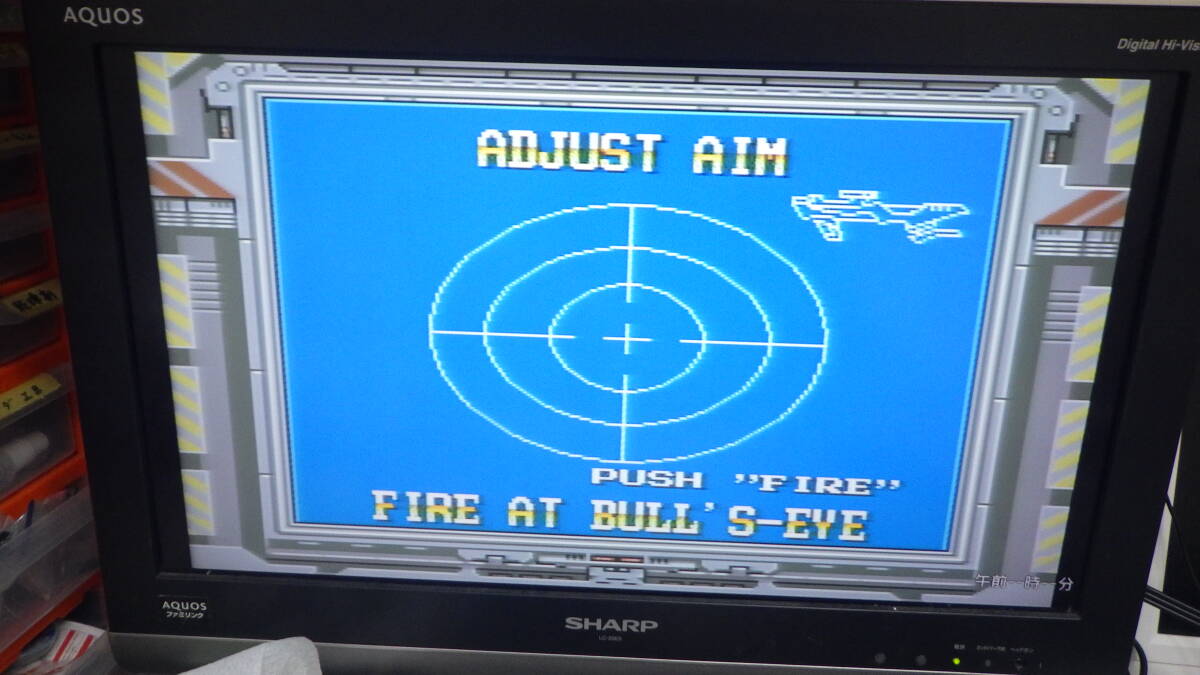 AQUOS
Digital Hi-Vis
ADJUST AIM
PUSH "FIRE"
FIRE AT BULL'S-EYE
午前--時--分
AQUOS
ファミリンク
SHARP